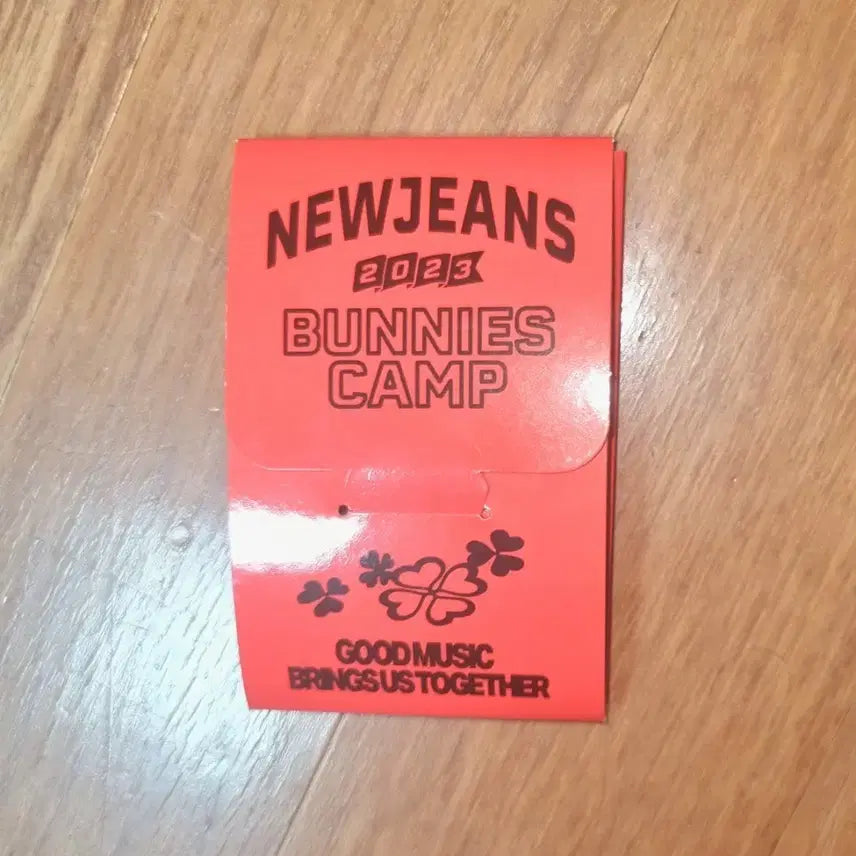 NEWJEANS
2023
BUNNIES
CAMP
GOOD MUSIC
BRINGS US TOGETHER